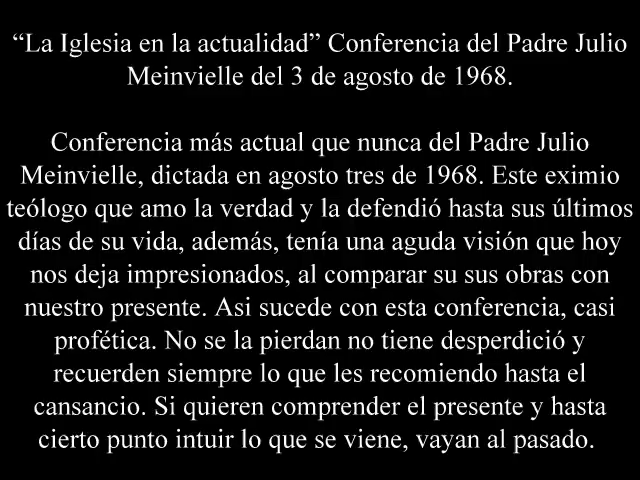 “La Iglesia en la actualidad” Conferencia del Padre Julio
Meinvielle del 3 de agosto de 1968.
Conferencia más actual que nunca del Padre Julio
Meinvielle, dictada en agosto tres de 1968. Este eximio
teólogo que amo la verdad y la defendió hasta sus últimos
días de su vida, además, tenía una aguda visión que hoy
nos deja impresionados, al comparar su sus obras con
nuestro presente. Asi sucede con esta conferencia, casi
profética. No se la pierdan no tiene desperdició y
recuerden siempre lo que les recomiendo hasta el
cansancio. Si quieren comprender el presente y hasta
cierto punto intuir lo que se viene, vayan al pasado.